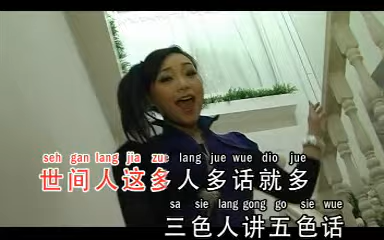 seh gan lang jia zue lang jue wue dio jue
世间人这多人多话就多
sa sie lang gong go sie wue
三色人讲五色话